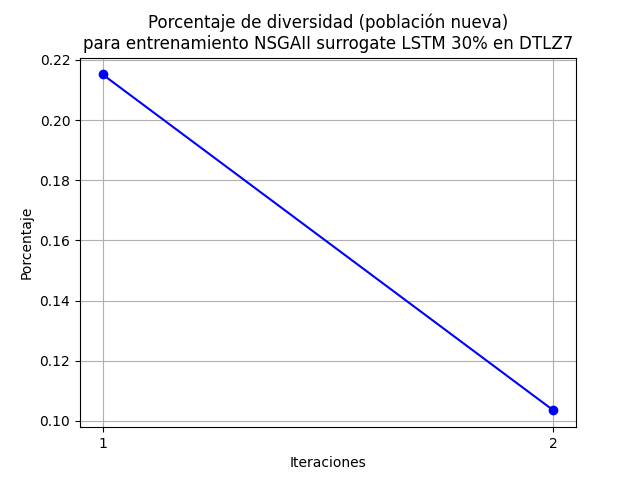 Porcentaje de diversidad (población nueva)
para entrenamiento NSGAII surrogate LSTM 30% en DTLZ7
0.22
0.20
0.18
0.16
0.14
0.12
0.10
Porcentaje
1
2
Iteraciones